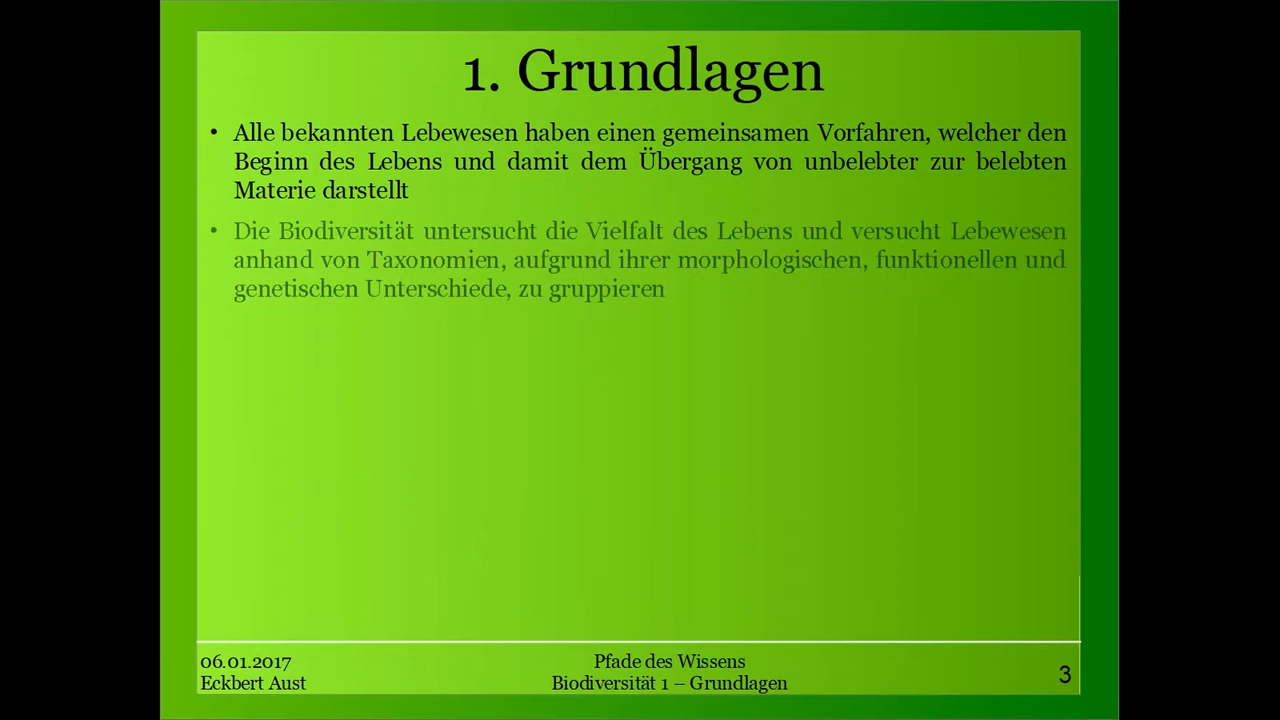 1. Grundlagen
• Alle bekannten Lebewesen haben einen gemeinsamen Vorfahren, welcher den
Beginn des Lebens und damit dem Übergang von unbelebter zur belebten
Materie darstellt
• Die Biodiversität untersucht die Vielfalt des Lebens und versucht Lebewesen
anhand von Taxonomien, aufgrund ihrer morphologischen, funktionellen und
genetischen Unterschiede, zu gruppieren
06.01.2017
Eckbert Aust
Pfade des Wissens
Biodiversität 1 – Grundlagen
3